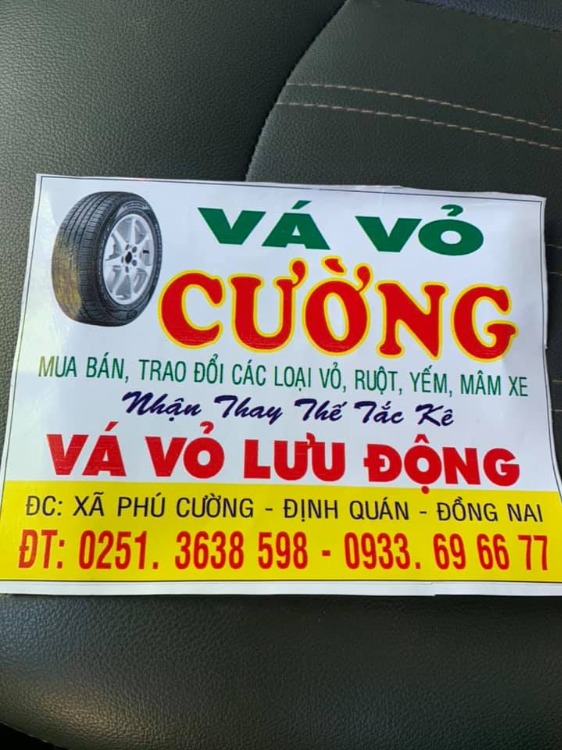 VÁ VỎ
CƯỜNG
MUA BÁN, TRAO ĐỔI CÁC LOẠI VỎ, RUỘT, YẾM, MÂM XE
Nhận Thay Thế Tắc Kê
VÁ VỎ LƯU ĐỘNG
ĐC: XÃ PHÚ CƯỜNG - ĐỊNH QUÁN - ĐỒNG NAI
ĐT: 0251. 3638 598 - 0933. 69 66 77